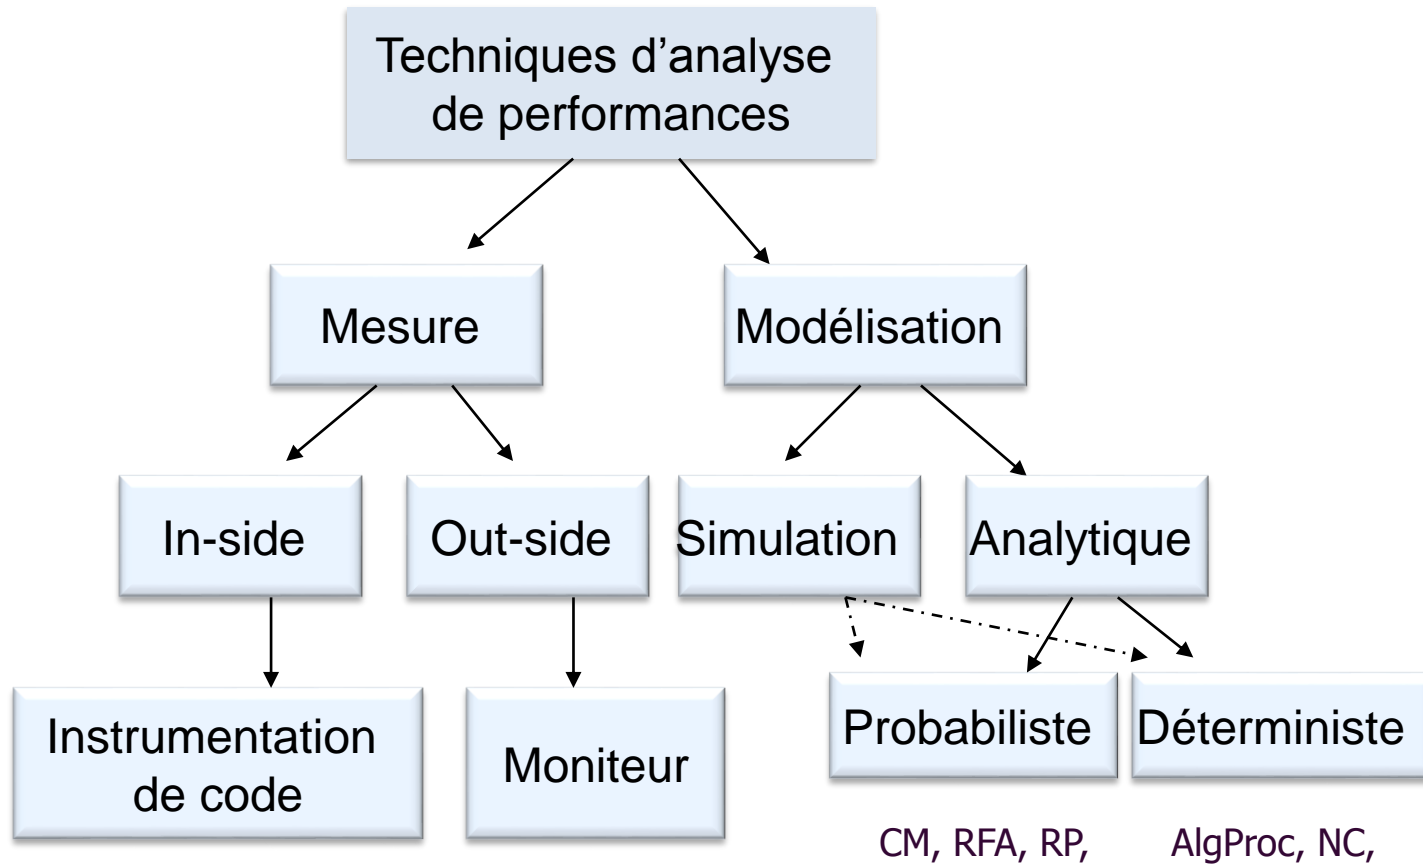 Techniques d’analyse
de performances
Mesure
Modélisation
In-side
Out-side
Simulation
Analytique
Instrumentation
de code
Moniteur
Probabiliste
Déterministe
CM, RFA, RP,
AlgProc, NC,